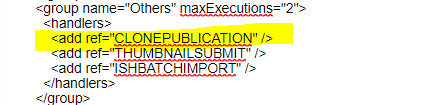 <group name="Others" maxExecutions="2">
<handlers>
<add ref="CLONEPUBLICATION" />
<add ref="THUMBNAILSUBMIT" />
<add ref="ISHBATCHIMPORT" />
</handlers>
</group>